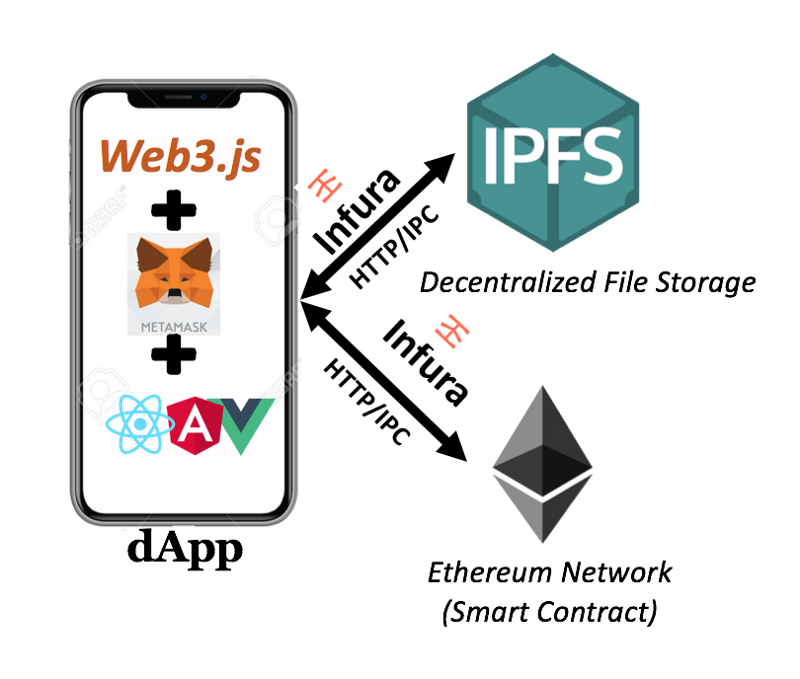 Web3.js
METAMASK
A
dApp
Infura
HTTP/IPC
IPFS
Decentralized File Storage
Infura
HTTP/IPC
Ethereum Network
(Smart Contract)